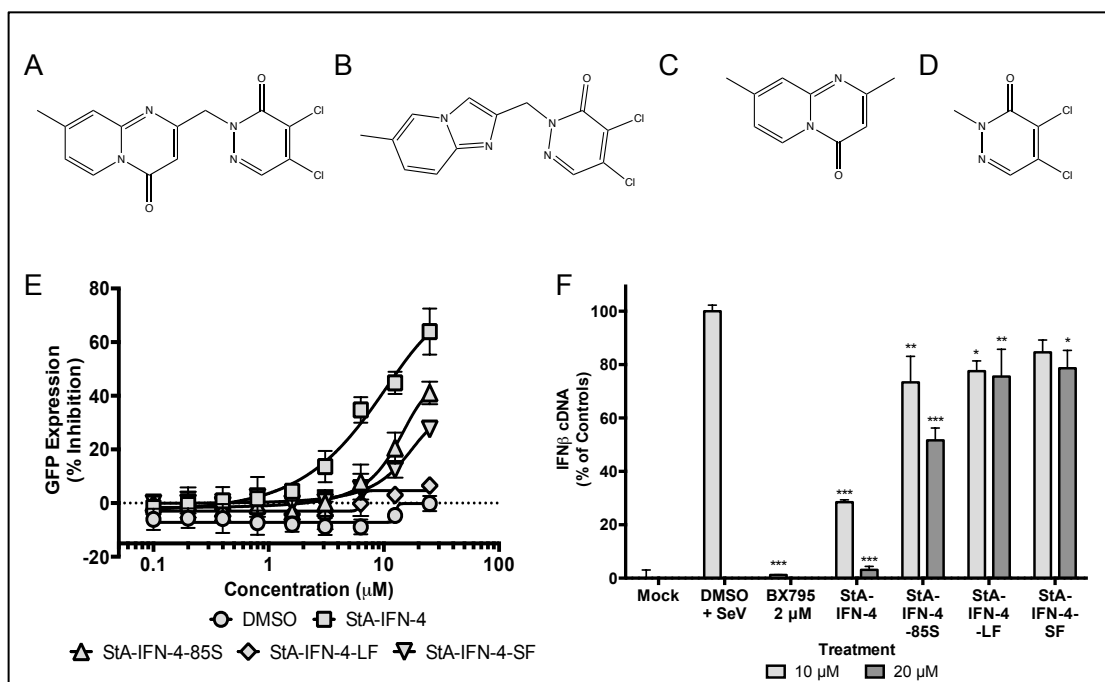 A
B
C
D
O
N
N
O
N
N
Cl
Cl
N
N
O
N
N
Cl
Cl
N
N
O
O
N
N
Cl
Cl
E
GFP Expression
(% Inhibition)
80
60
40
20
0
-20
0.1
1
10
100
Concentration (μM)
DMSO
StA-IFN-4
StA-IFN-4-85S
StA-IFN-4-LF
StA-IFN-4-SF
F
IFNβ cDNA
(% of Controls)
100
80
60
40
20
0
***
***
***
**
***
*
**
*
Mock
DMSO
+ SeV
BX795
2 μM
StA-
IFN-4
StA-
IFN-4
-85S
StA-
IFN-4
-LF
StA-
IFN-4-
SF
Treatment
10 μM
20 μM